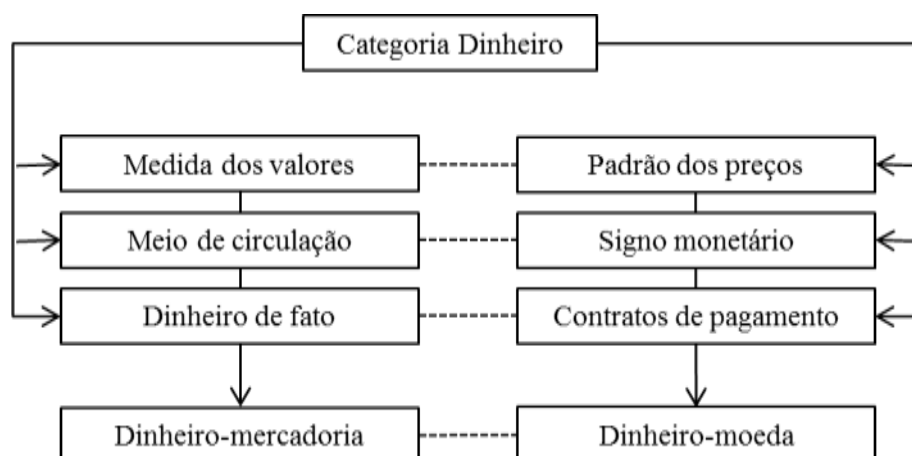 Categoria Dinheiro
Medida dos valores
Padrão dos preços
Meio de circulação
Signo monetário
Dinheiro de fato
Contratos de pagamento
Dinheiro-mercadoria
Dinheiro-moeda